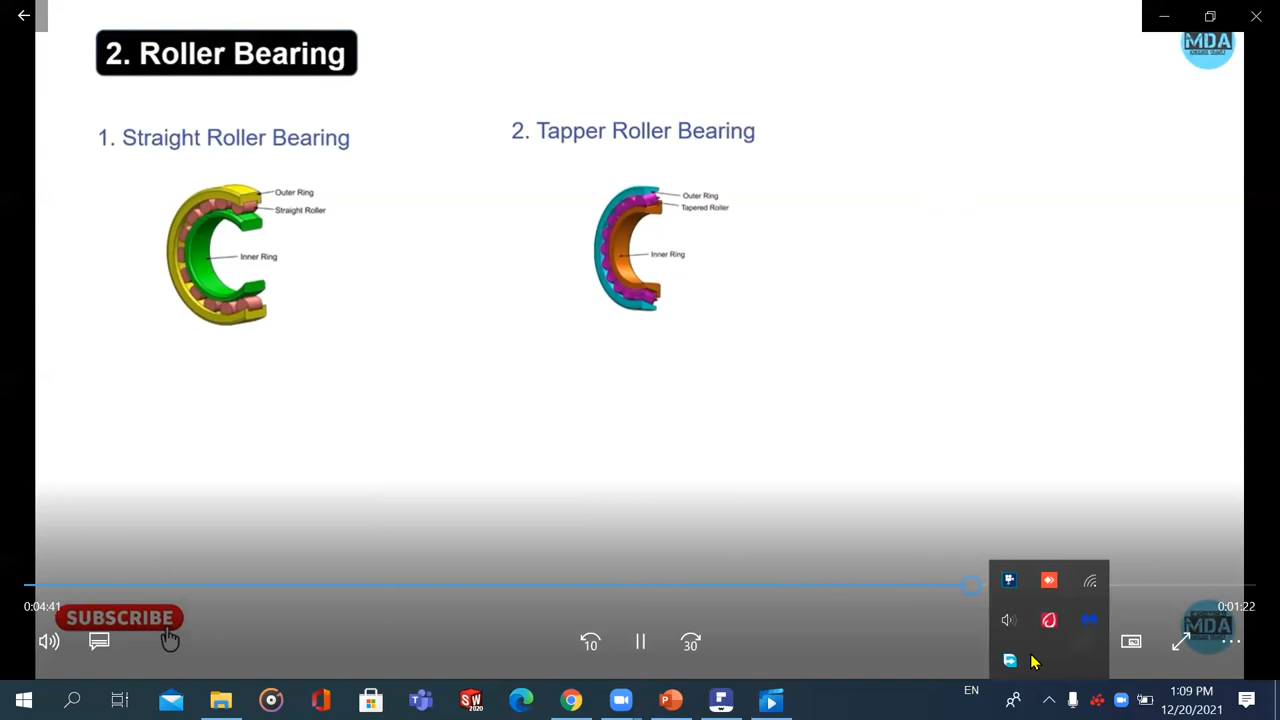 2. Roller Bearing
MDA
1. Straight Roller Bearing
2. Tapper Roller Bearing
Outer Ring
Straight Roller
Inner Ring
Outer Ring
Tapered Roller
Inner Ring
0:04:41
0:01:22
SUBSCRIBE
MDA
10
30
SW
2020
EN
1:09 PM
12/20/2021